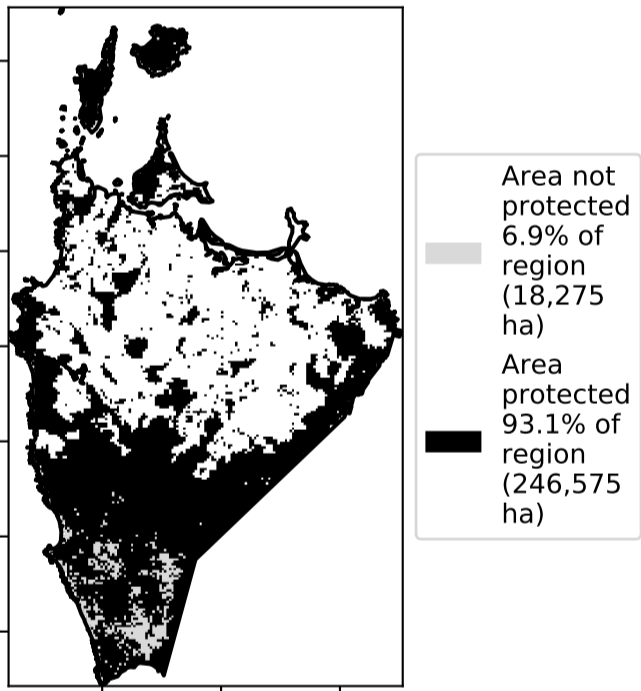 Area not
protected
6.9% of
region
(18,275
ha)
Area
protected
93.1% of
region
(246,575
ha)